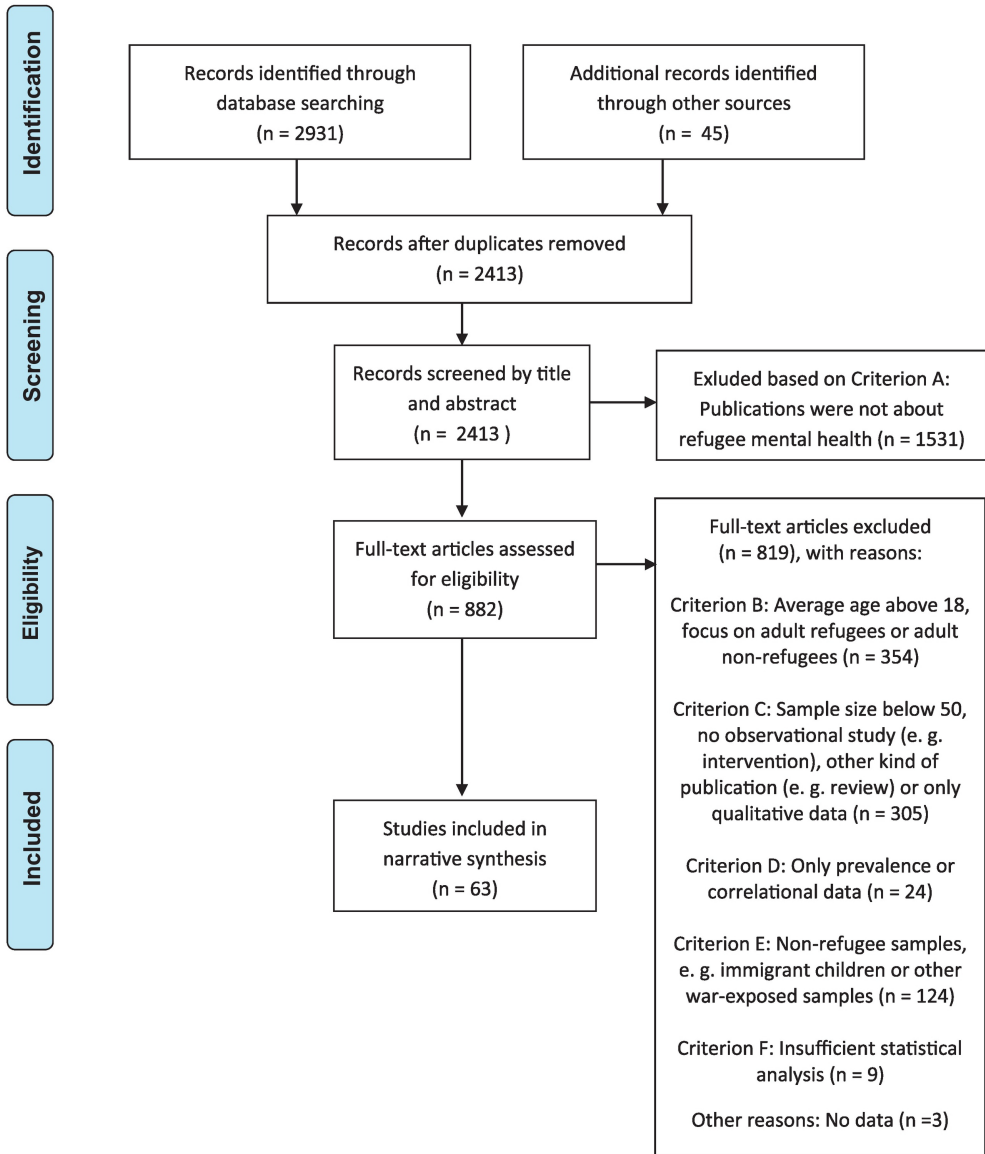 Identification
Records identified through
database searching
(n = 2931)
Additional records identified
through other sources
(n = 45)
Records after duplicates removed
(n = 2413)
Screening
Records screened by title
and abstract
(n = 2413 )
Exluded based on Criterion A:
Publications were not about
refugee mental health (n = 1531)
Eligibility
Full-text articles assessed
for eligibility
(n = 882)
Full-text articles excluded
(n = 819), with reasons:
Criterion B: Average age above 18,
focus on adult refugees or adult
non-refugees (n = 354)
Criterion C: Sample size below 50,
no observational study (e. g.
intervention), other kind of
publication (e. g. review) or only
qualitative data (n = 305)
Criterion D: Only prevalence or
correlational data (n = 24)
Criterion E: Non-refugee samples,
e. g. immigrant children or other
war-exposed samples (n = 124)
Criterion F: Insufficient statistical
analysis (n = 9)
Other reasons: No data (n =3)
Included
Studies included in
narrative synthesis
(n = 63)